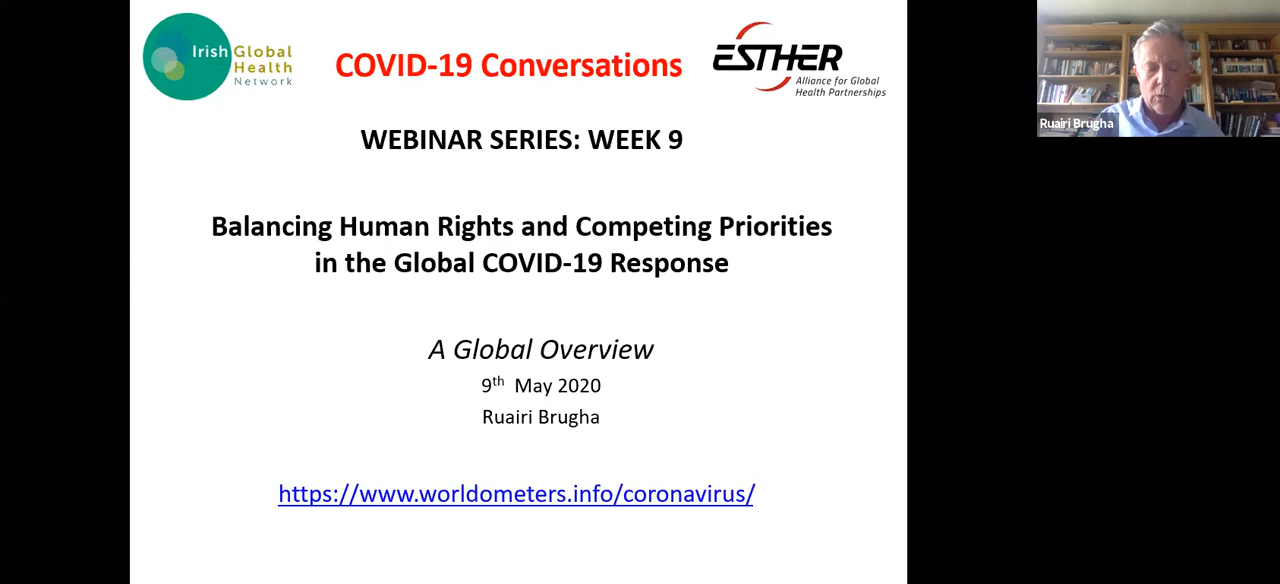 Irish Global
Health
Network
COVID-19 Conversations
ESTHER
Alliance for Global
Health Partnerships
Ruairi Brugha
WEBINAR SERIES: WEEK 9
Balancing Human Rights and Competing Priorities
in the Global COVID-19 Response
A Global Overview
9th May 2020
Ruairi Brugha
https://www.worldometers.info/coronavirus/